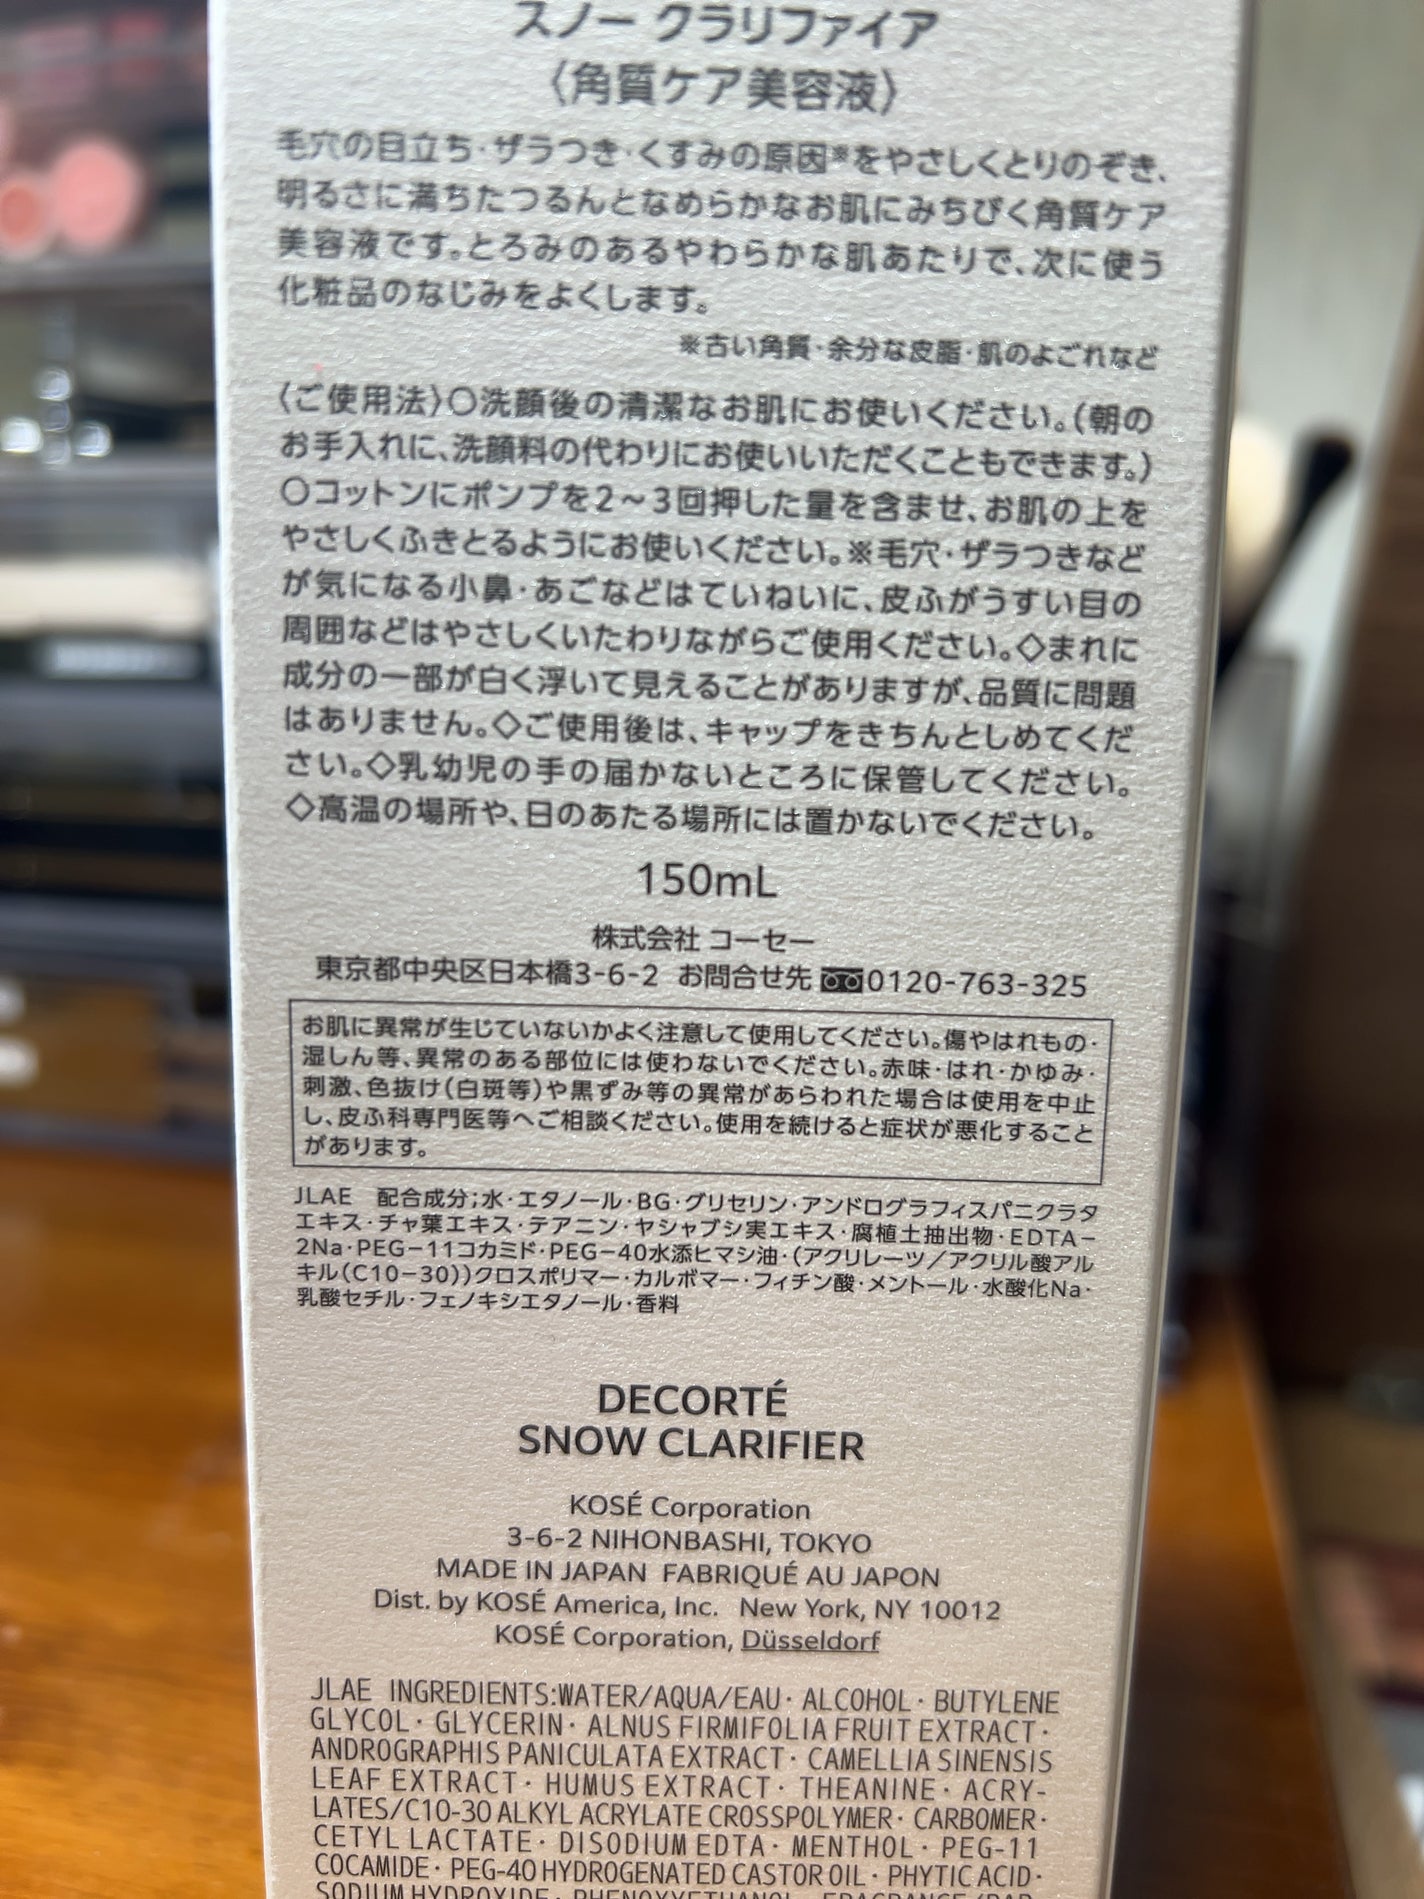 スノー クラリファイア
〈角質ケア美容液〉
毛穴の目立ち・ザラつき・くすみの原因※をやさしくとりのぞき、
明るさに満ちたつるんとなめらかなお肌にみちびく角質ケア
美容液です。とろみのあるやわらかな肌あたりで、次に使う
化粧品のなじみをよくします。
※古い角質・余分な皮脂・肌のよごれなど
〈ご使用法〉〇洗顔後の清潔なお肌にお使いください。(朝の
お手入れに、洗顔料の代わりにお使いいただくこともできます。)
〇コットンにポンプを2～3回押した量を含ませ、お肌の上を
やさしくふきとるようにお使いください。※毛穴・ザラつきなど
が気になる小鼻・あごなどはていねいに、皮ふがうすい目の
周囲などはやさしくいたわりながらご使用ください。◇まれに
成分の一部が白く浮いて見えることがありますが、品質に問題
はありません。◇ご使用後は、キャップをきちんとしめてくだ
さい。◇乳幼児の手の届かないところに保管してください。
◇高温の場所や、日のあたる場所には置かないでください。
150mL
株式会社 コーセー
東京都中央区日本橋3-6-2 お問合せ先 0120-763-325
お肌に異常が生じていないかよく注意して使用してください。傷やはれもの・
湿しん等、異常のある部位には使わないでください。赤味・はれ・かゆみ・
刺激、色抜け(白斑等)や黒ずみ等の異常があらわれた場合は使用を中止
し、皮ふ科専門医等へご相談ください。使用を続けると症状が悪化すること
があります。
JLAE 配合成分;水・エタノール・BG・グリセリン・アンドログラフィスパニクラタ
エキス・チャ葉エキス・テアニン・ヤシャブシ実エキス・腐植土抽出物・EDTA－
2Na・PEG－11コカミド・PEG－40水添ヒマシ油・(アクリレーツ／アクリル酸アル
キル(C10－30))クロスポリマー・カルボマー・フィチン酸・メントール・水酸化Na・
乳酸セチル・フェノキシエタノール・香料
DECORTÉ
SNOW CLARIFIER
KOSÉ Corporation
3-6-2 NIHONBASHI, TOKYO
MADE IN JAPAN FABRIQUÉ AU JAPON
Dist. by KOSÉ America, Inc. New York, NY 10012
KOSÉ Corporation, Düsseldorf
JLAE INGREDIENTS:WATER/AQUA/EAU・ALCOHOL・BUTYLENE
GLYCOL・GLYCERIN・ALNUS FIRMIFOLIA FRUIT EXTRACT・
ANDROGRAPHIS PANICULATA EXTRACT・CAMELLIA SINENSIS
LEAF EXTRACT・HUMUS EXTRACT・THEANINE・ACRY-
LATES/C10-30 ALKYL ACRYLATE CROSSPOLYMER・CARBOMER・
CETYL LACTATE・DISODIUM EDTA・MENTHOL・PEG-11
COCAMIDE・PEG-40 HYDROGENATED CASTOR OIL・PHYTIC ACID・
SODIUM HYDROXIDE・PHENOXYETHANOL